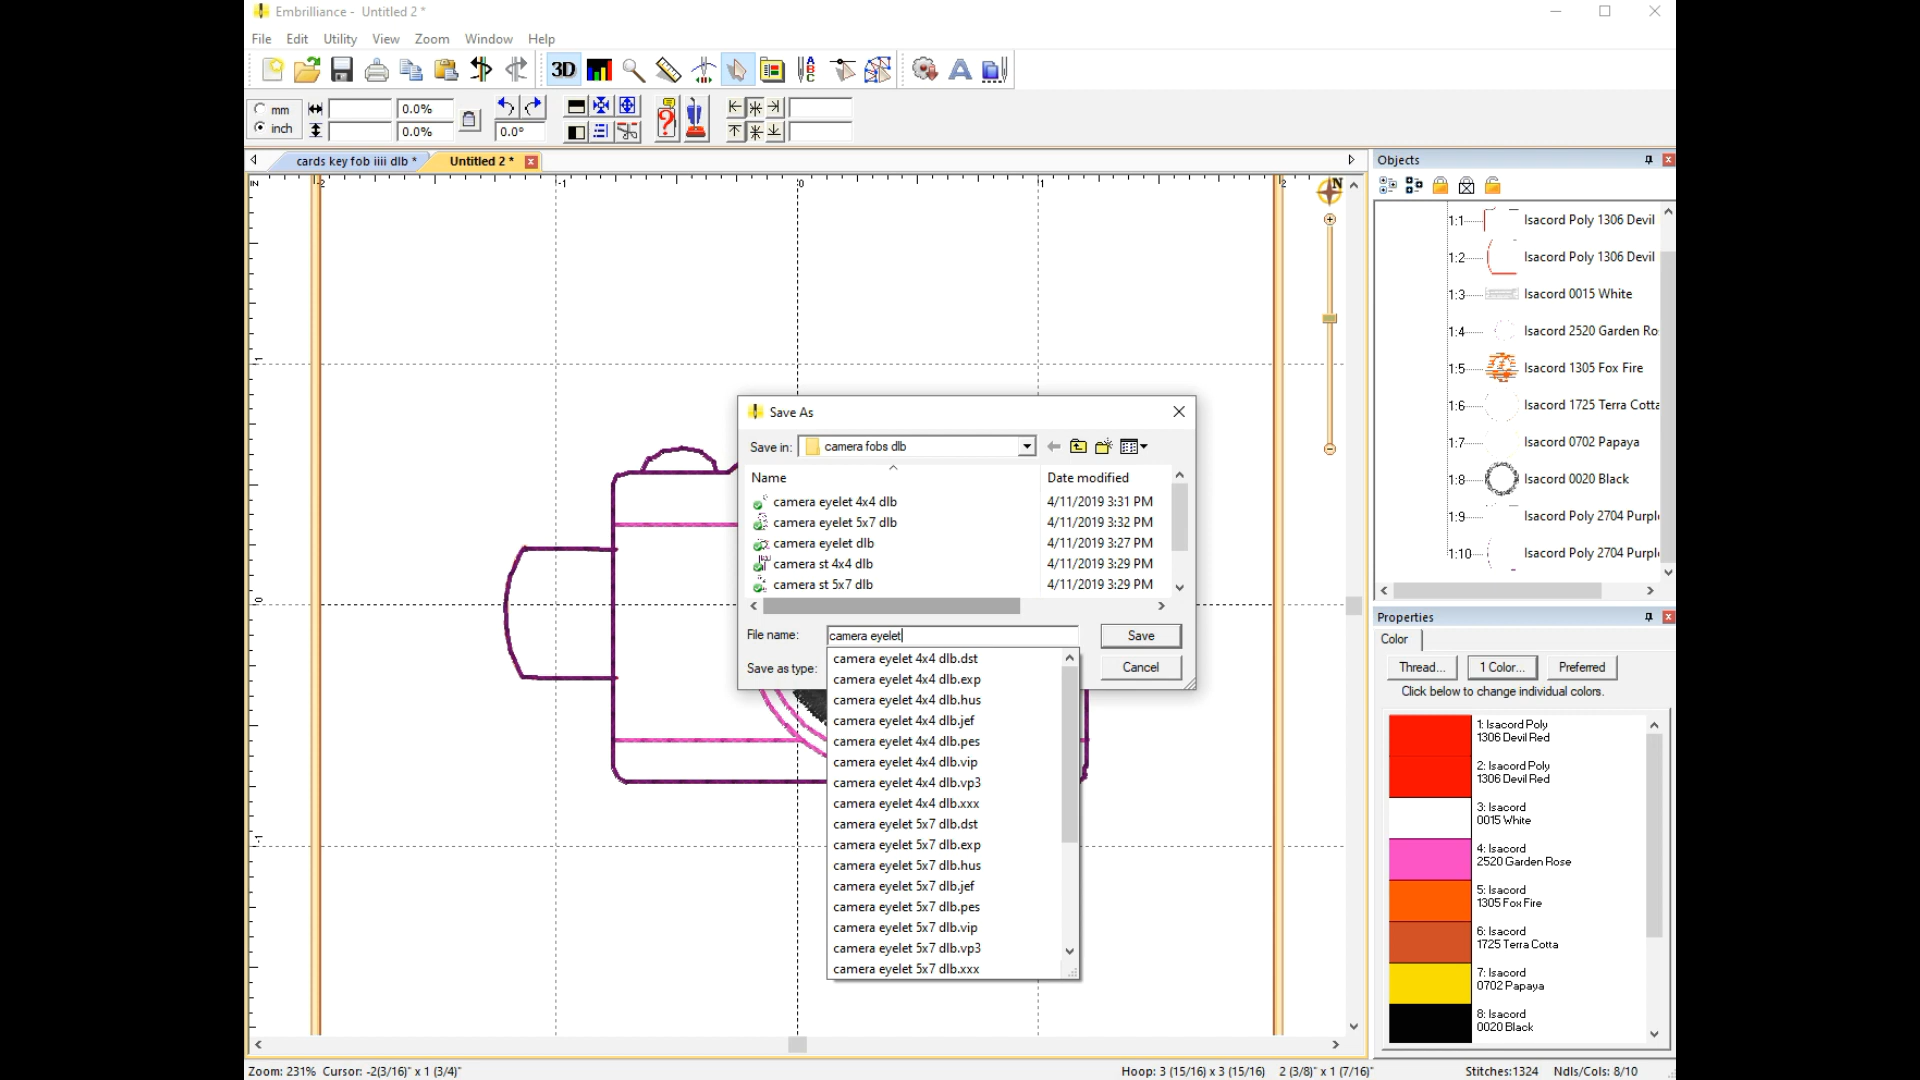 Embrilliance - Untitled 2 *
File Edit Utility View Zoom Window Help
3D
mm
0.0%
inch
0.0%
0.0°
cards key fob iiii dlb *
Untitled 2 *
IN
-2
-1
0
1
2
N
1
0
-1
Objects
1:1 Isacord Poly 1306 Devil
1:2 Isacord Poly 1306 Devil
1:3 Isacord 0015 White
1:4 Isacord 2520 Garden Ro
1:5 Isacord 1305 Fox Fire
1:6 Isacord 1725 Terra Cotta
1:7 Isacord 0702 Papaya
1:8 Isacord 0020 Black
1:9 Isacord Poly 2704 Purpl
1:10 Isacord Poly 2704 Purpl
Save As
Save in: camera fobs dlb
Name Date modified
camera eyelet 4x4 dlb 4/11/2019 3:31 PM
camera eyelet 5x7 dlb 4/11/2019 3:32 PM
camera eyelet dlb 4/11/2019 3:27 PM
camera st 4x4 dlb 4/11/2019 3:29 PM
camera st 5x7 dlb 4/11/2019 3:29 PM
File name: camera eyelet
Save
Save as type:
Cancel
camera eyelet 4x4 dlb.dst
camera eyelet 4x4 dlb.exp
camera eyelet 4x4 dlb.hus
camera eyelet 4x4 dlb.jef
camera eyelet 4x4 dlb.pes
camera eyelet 4x4 dlb.vip
camera eyelet 4x4 dlb.vp3
camera eyelet 4x4 dlb.xxx
camera eyelet 5x7 dlb.dst
camera eyelet 5x7 dlb.exp
camera eyelet 5x7 dlb.hus
camera eyelet 5x7 dlb.jef
camera eyelet 5x7 dlb.pes
camera eyelet 5x7 dlb.vip
camera eyelet 5x7 dlb.vp3
camera eyelet 5x7 dlb.xxx
Properties
Color
Thread... 1 Color... Preferred
Click below to change individual colors.
1: Isacord Poly
1306 Devil Red
2: Isacord Poly
1306 Devil Red
3: Isacord
0015 White
4: Isacord
2520 Garden Rose
5: Isacord
1305 Fox Fire
6: Isacord
1725 Terra Cotta
7: Isacord
0702 Papaya
8: Isacord
0020 Black
Zoom: 231% Cursor: -2(3/16)" x 1 (3/4)"
Hoop: 3 (15/16) x 3 (15/16) 2 (3/8)" x 1 (7/16)"
Stitches:1324 Ndls/Cols: 8/10